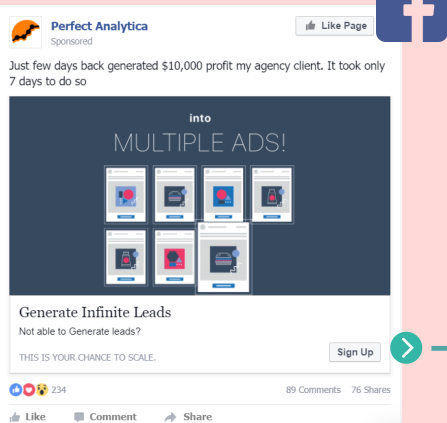 Perfect Analytica
Sponsored
Like Page
Just few days back generated $10,000 profit my agency client. It took only
7 days to do so
into
MULTIPLE ADS!
Generate Infinite Leads
Not able to Generate leads?
THIS IS YOUR CHANCE TO SCALE.
Sign Up
234
89 Comments 76 Shares
Like Comment Share